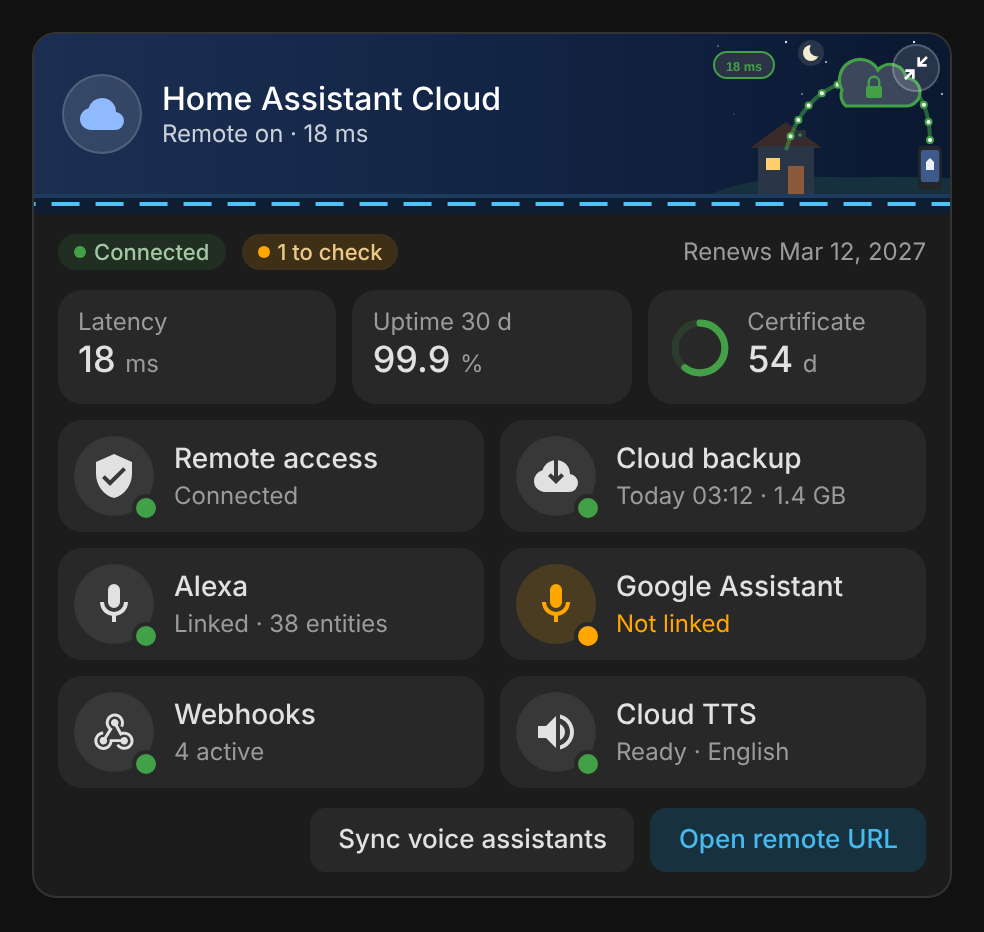 Home Assistant Cloud
Remote on · 18 ms
18 ms
Connected
1 to check
Renews Mar 12, 2027
Latency
18 ms
Uptime 30 d
99.9 %
Certificate
54 d
Remote access
Connected
Cloud backup
Today 03:12 · 1.4 GB
Alexa
Linked · 38 entities
Google Assistant
Not linked
Webhooks
4 active
Cloud TTS
Ready · English
Sync voice assistants
Open remote URL